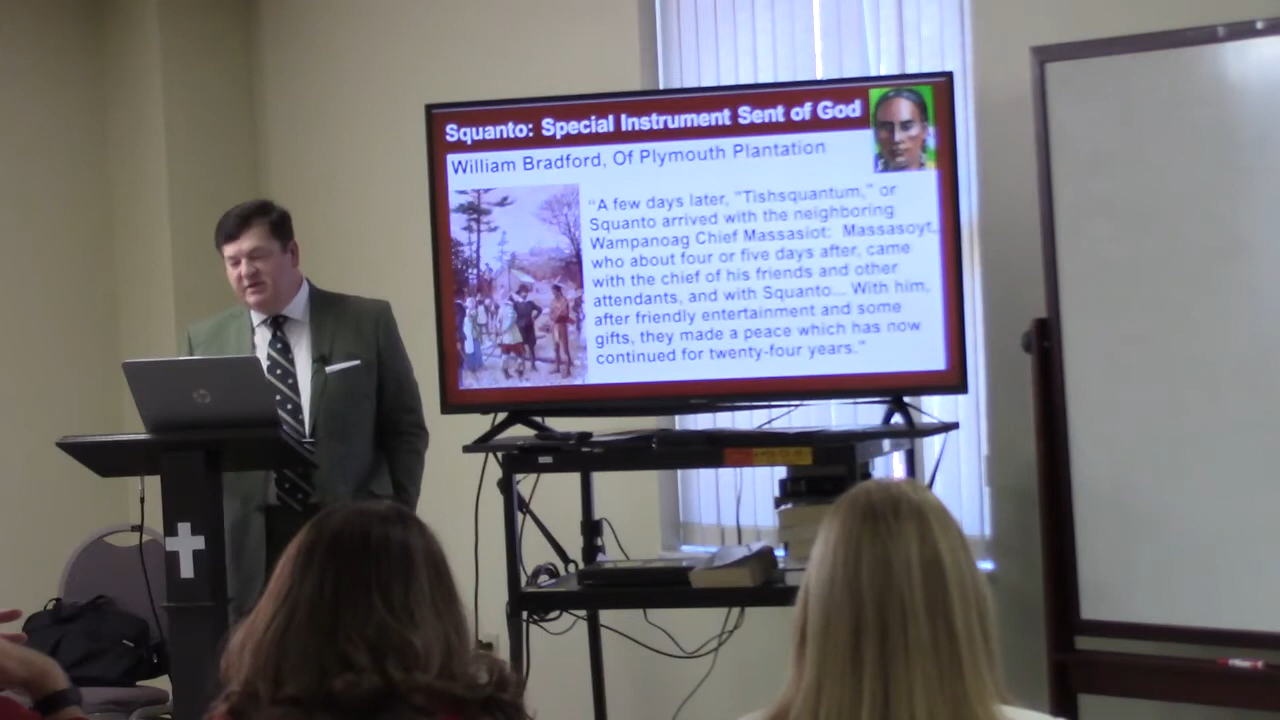 Squanto: Special Instrument Sent of God
William Bradford, Of Plymouth Plantation
“A few days later, "Tishsquantum," or
Squanto arrived with the neighboring
Wampanoag Chief Massasiot: Massasoyt,
who about four or five days after, came
with the chief of his friends and other
attendants, and with Squanto... With him,
after friendly entertainment and some
gifts, they made a peace which has now
continued for twenty-four years.”
hp